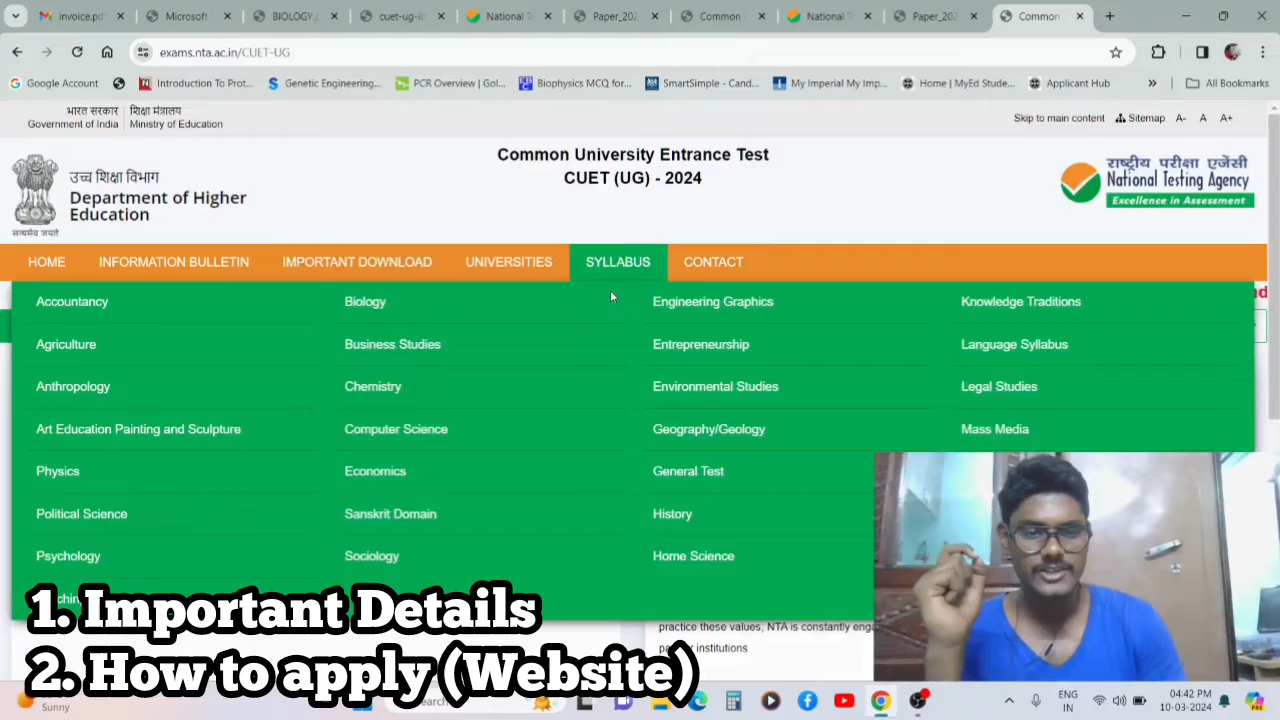 invoice.pd
Microsoft
BIOLOGY.p
cuet-ug-i
National T
Paper_202
Common
National T
Paper_202
Common
exams.nta.ac.in/CUET-UG
Google Account
Introduction To Prot...
Genetic Engineering...
PCR Overview | Gol...
Biophysics MCQ for...
SmartSimple - Cand...
My Imperial My Imp...
Home | MyEd Stude...
Applicant Hub
All Bookmarks
भारत सरकार
शिक्षा मंत्रालय
Government of India
Ministry of Education
Skip to main content
Sitemap
A-
A
A+
Common University Entrance Test
CUET (UG) - 2024
उच्च शिक्षा विभाग
Department of Higher
Education
सत्यमेव जयते
राष्ट्रीय परीक्षा एजेंसी
National Testing Agency
Excellence in Assessment
HOME
INFORMATION BULLETIN
IMPORTANT DOWNLOAD
UNIVERSITIES
SYLLABUS
CONTACT
Accountancy
Biology
Engineering Graphics
Knowledge Traditions
Agriculture
Business Studies
Entrepreneurship
Language Syllabus
Anthropology
Chemistry
Environmental Studies
Legal Studies
Art Education Painting and Sculpture
Computer Science
Geography/Geology
Mass Media
Physics
Economics
General Test
Political Science
Sanskrit Domain
History
Psychology
Sociology
Home Science
1. Important Details
practice these values, NTA is constantly enga
institutions
2. How to apply (Website)
Sunny
ENG
IN
04:42 PM
10-03-2024